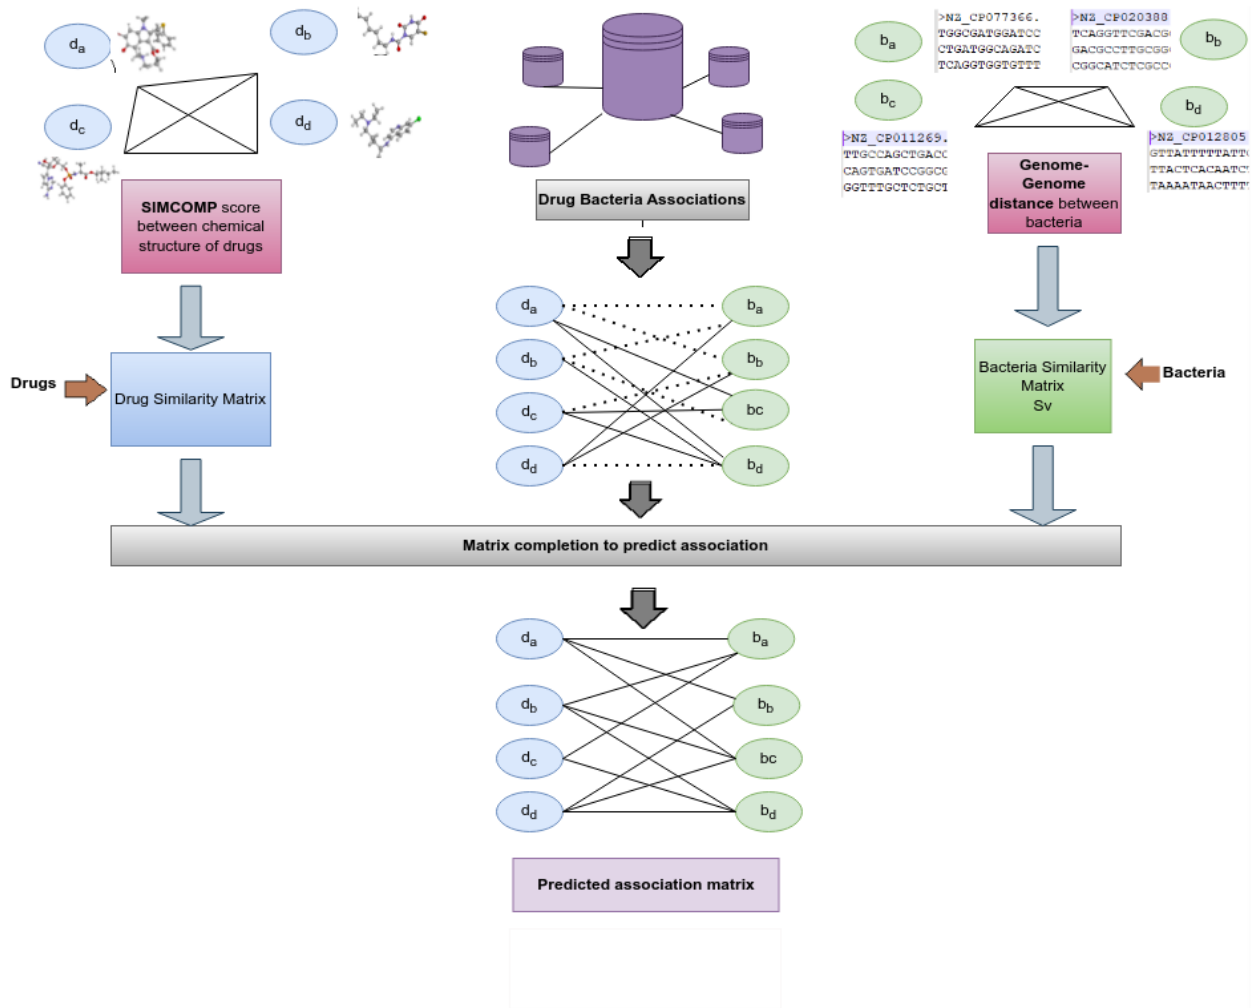 da
db
dc
dd
SIMCOMP score
between chemical
structure of drugs
Drugs
Drug Similarity Matrix
Drug Bacteria Associations
ba
>NZ_CP077366.
TGGCGATGGATCC
CTGATGGCAGATC
TCAGGTGGTGTTT
>NZ_CP020388
TCAGGTTCGACG
GACGCCTTGCGG
CGGCATCTCGCC
bb
bc
bd
>NZ_CP011269.
TTGCCAGCTGACC
CAGTGATCCGGCG
GGTTTGCTCTGCT
>NZ_CP012805
GTTATTTTTATT
TTACTCACAATC
TAAAATAACTTT
Genome-
Genome
distance between
bacteria
Bacteria Similarity
Matrix
Sv
Bacteria
da
ba
db
bb
dc
bc
dd
bd
Matrix completion to predict association
da
ba
db
bb
dc
bc
dd
bd
Predicted association matrix